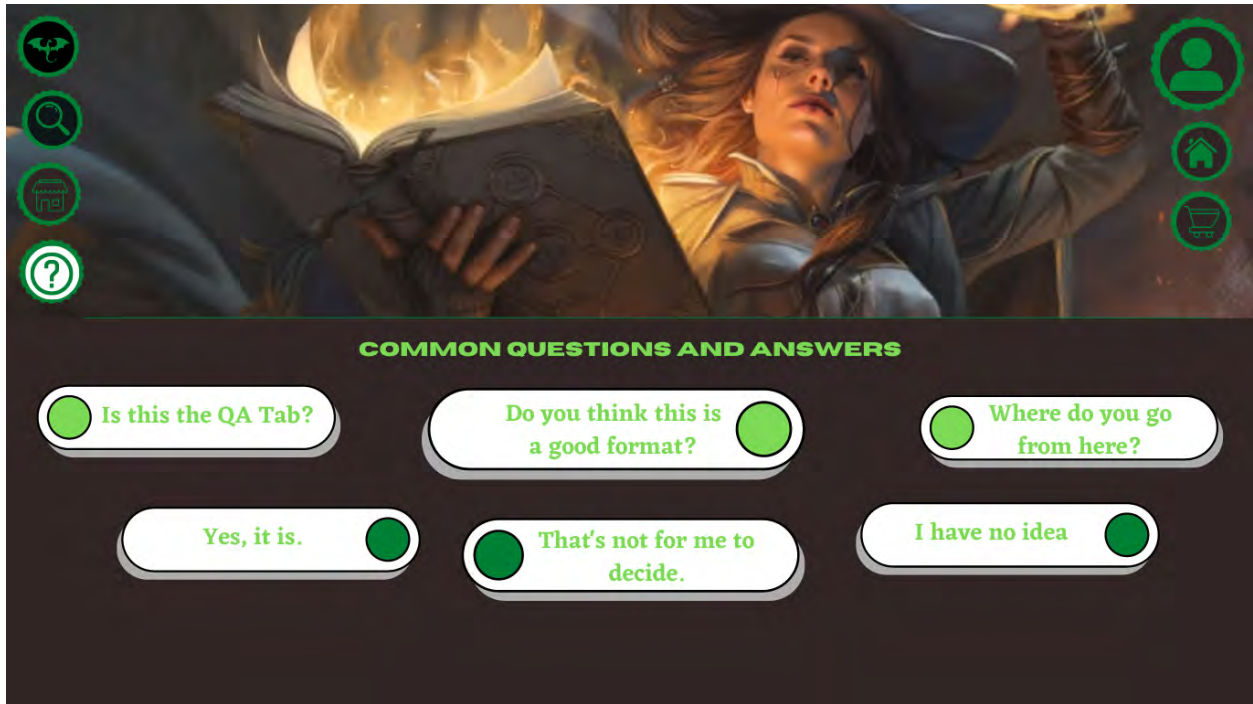 COMMON QUESTIONS AND ANSWERS
Is this the QA Tab?
Do you think this is
a good format?
Where do you go
from here?
Yes, it is.
That's not for me to
decide.
I have no idea